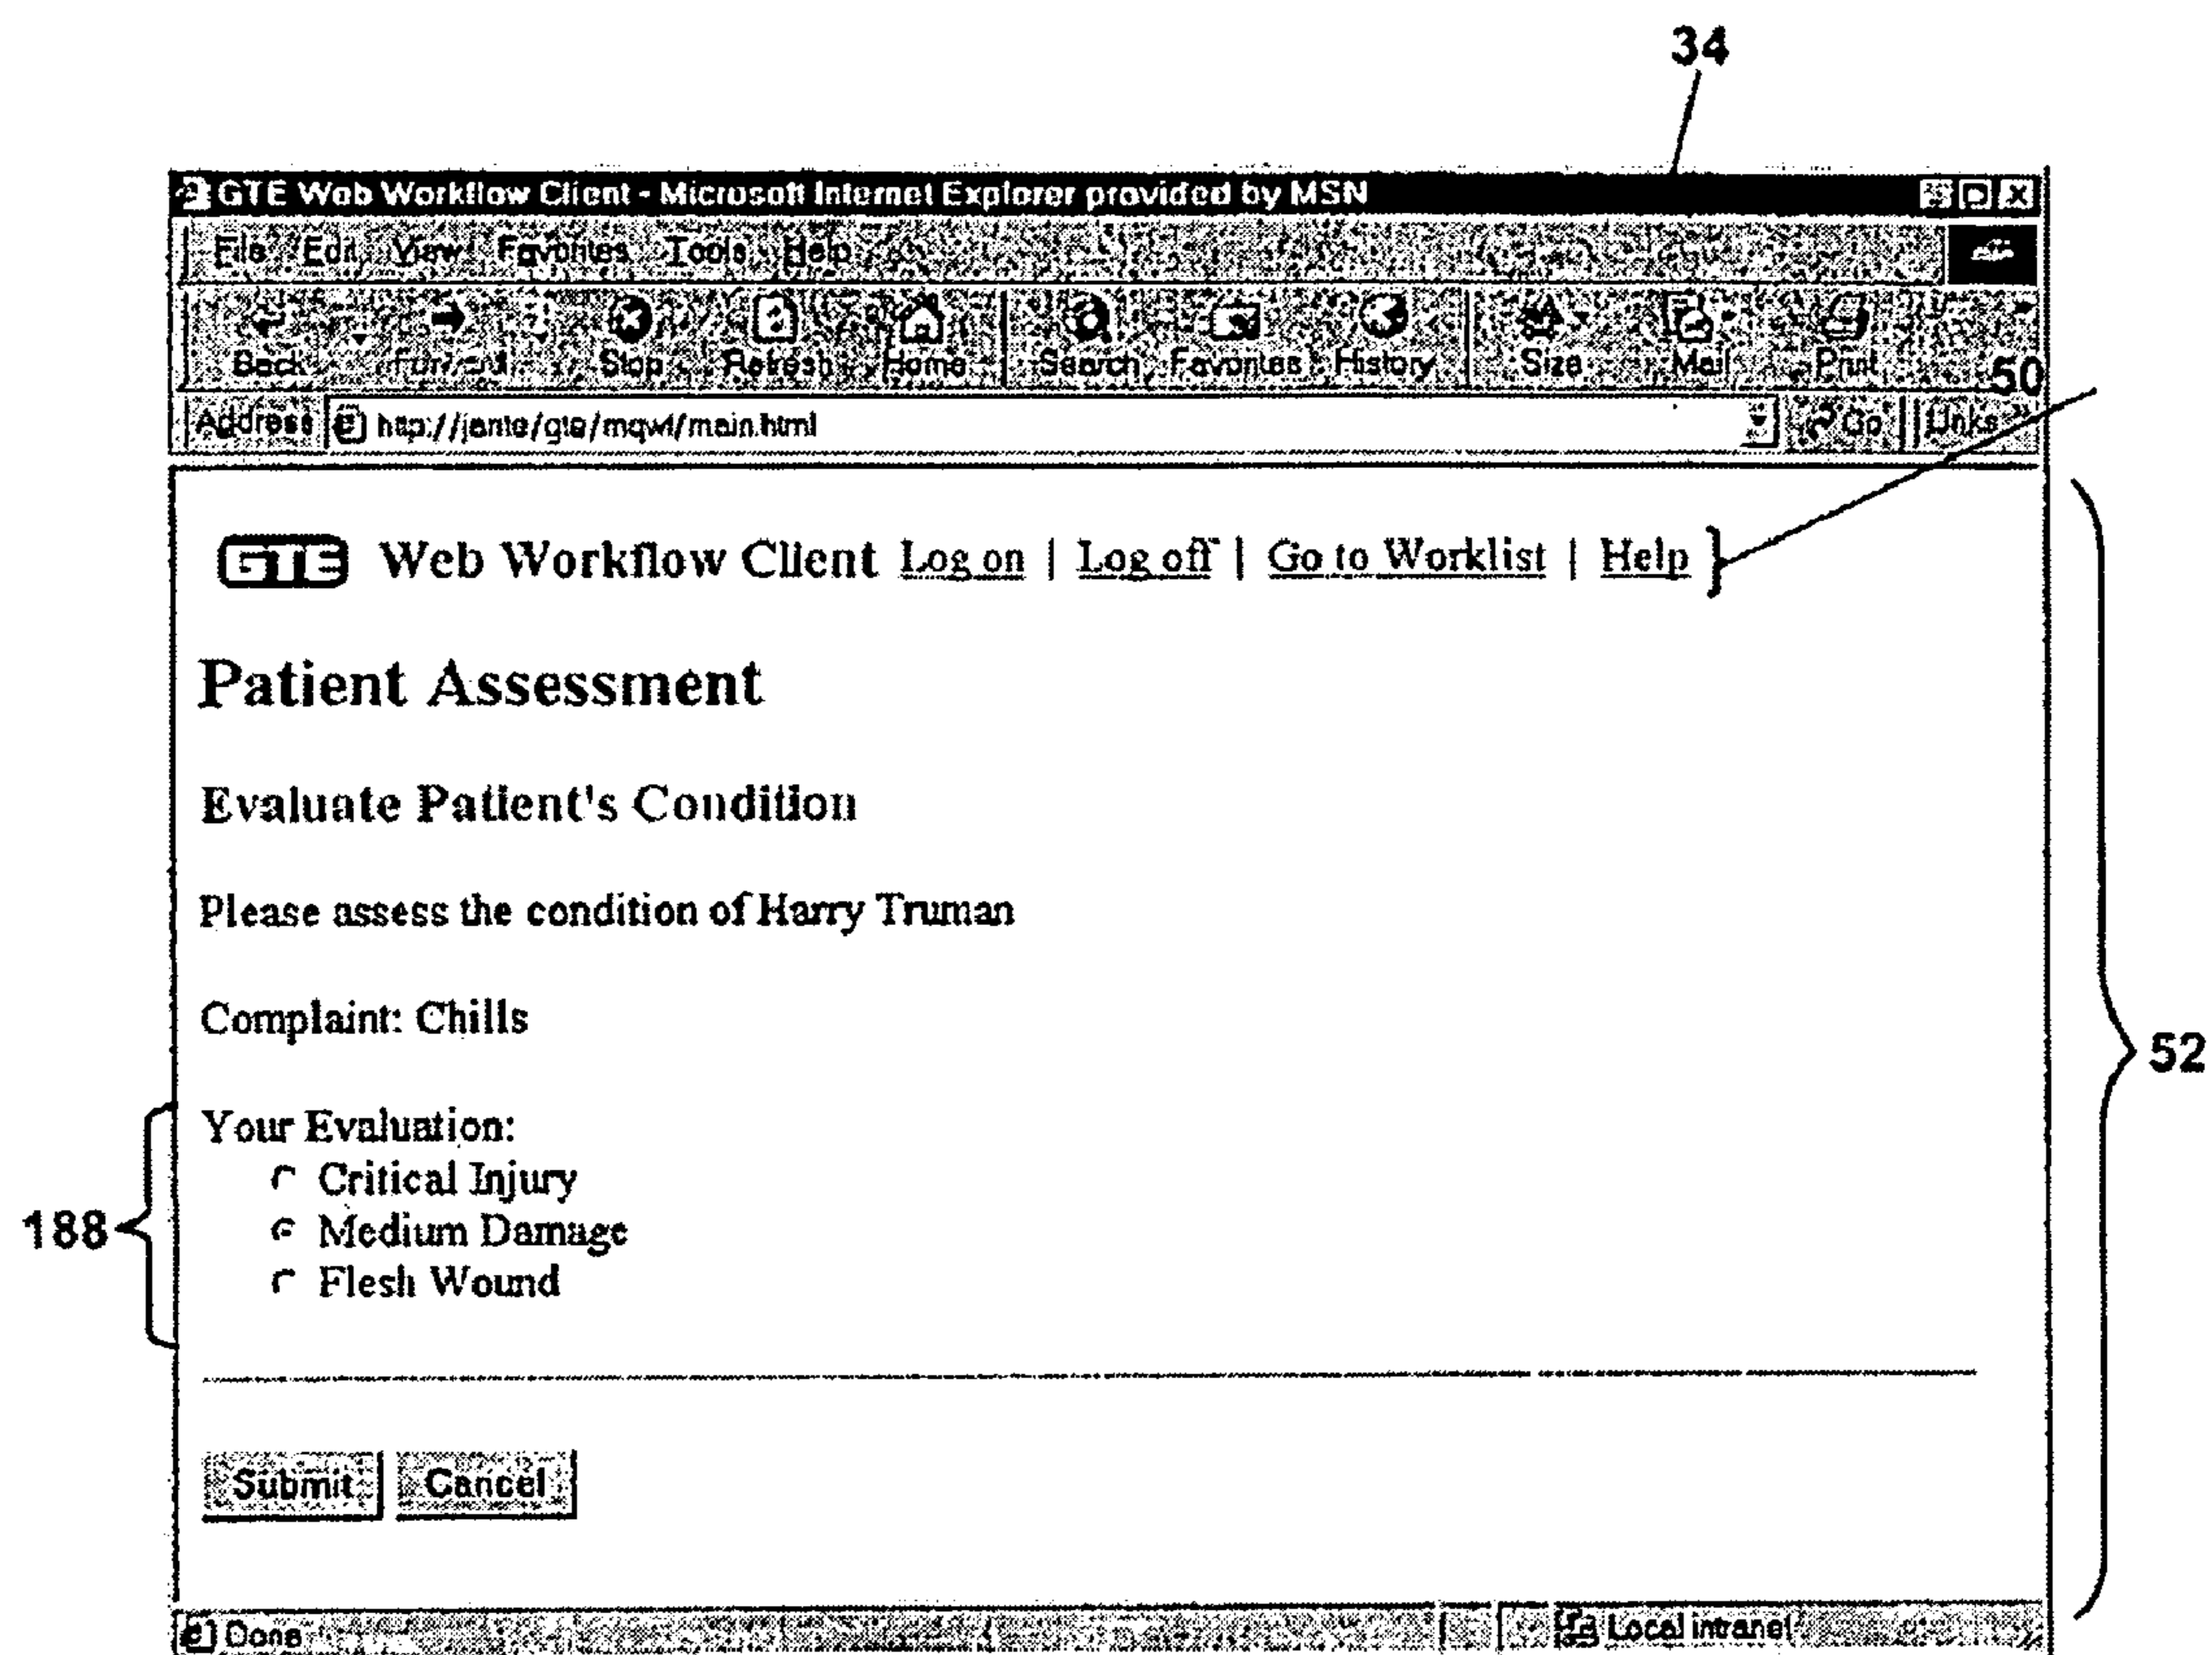 34
GTE Web Workflow Client - Microsoft Internet Explorer provided by MSN
File Edit View Favorites Tools Help
Back Forward Stop Refresh Home Search Favorites History Size Mail Print
50
Address http://jante/gte/mqwf/main.html Go Links
GTE Web Workflow Client Log on | Log off | Go to Worklist | Help
Patient Assessment
Evaluate Patient's Condition
Please assess the condition of Harry Truman
Complaint: Chills
52
Your Evaluation:
Critical Injury
188
Medium Damage
Flesh Wound
Submit Cancel
Done Local intranet